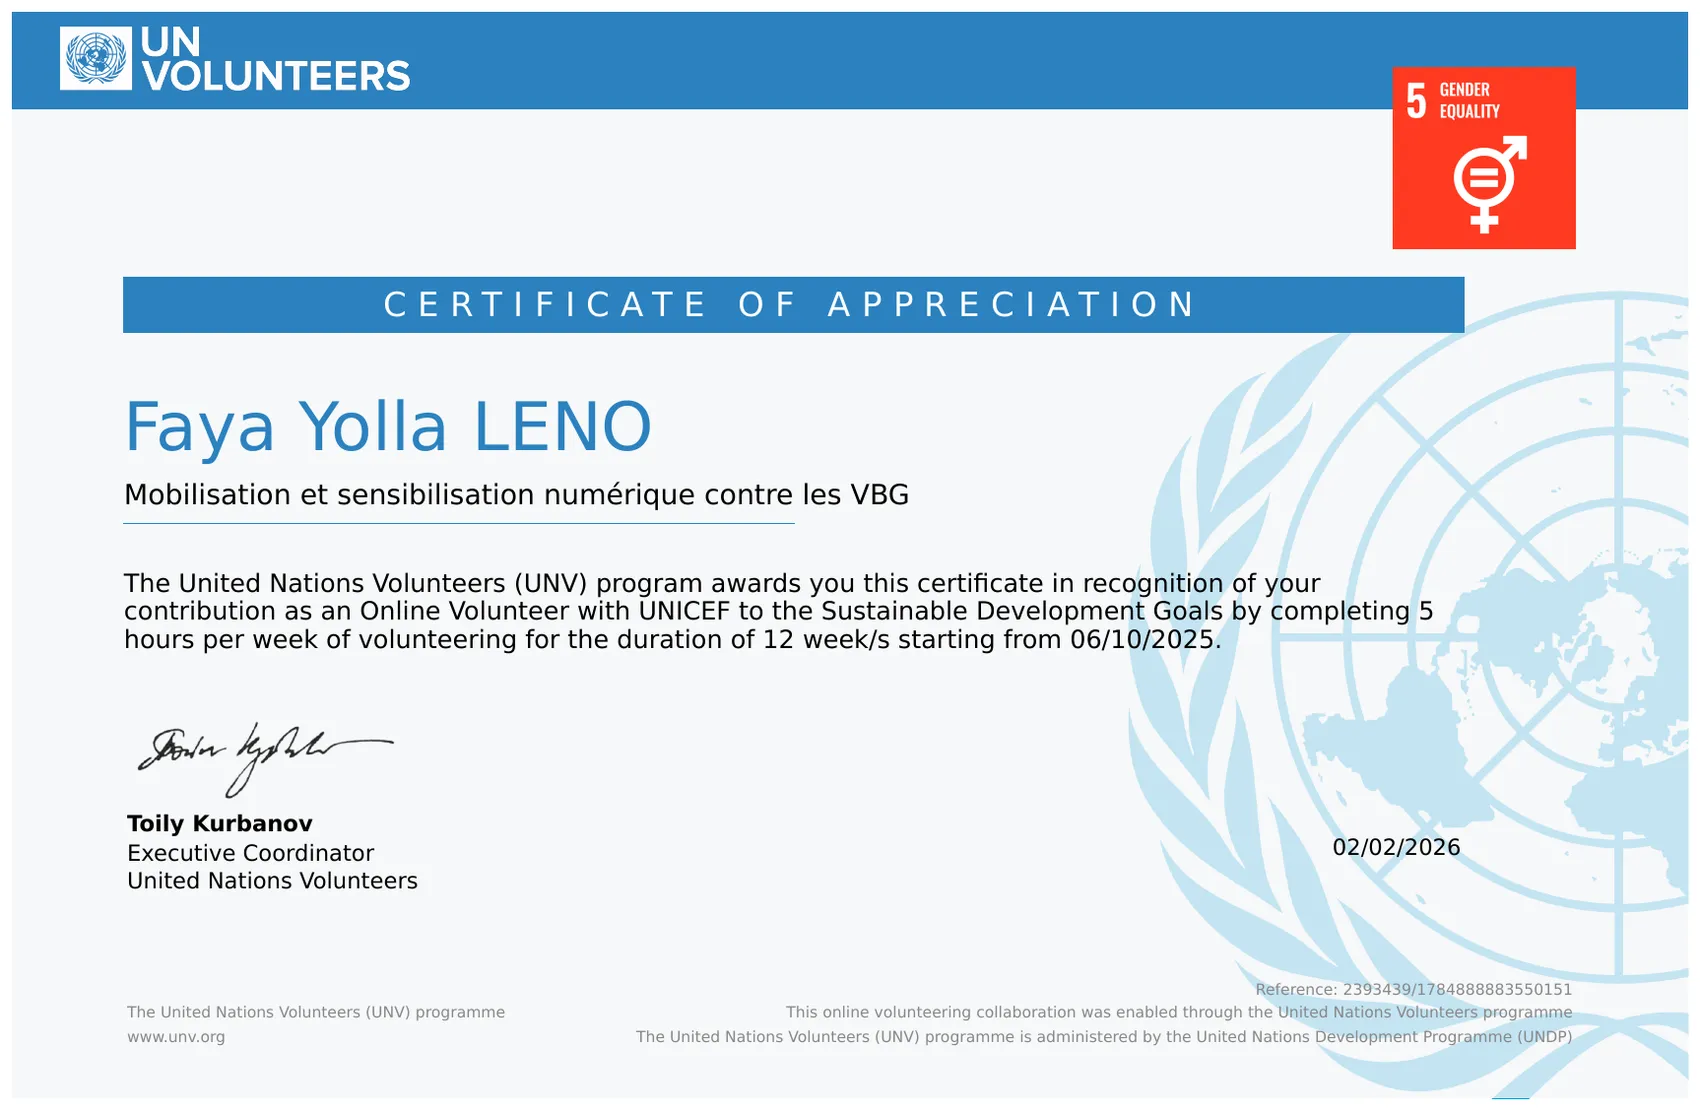 UN
VOLUNTEERS
5 GENDER
EQUALITY
CERTIFICATE OF APPRECIATION
Faya Yolla LENO
Mobilisation et sensibilisation numérique contre les VBG
The United Nations Volunteers (UNV) program awards you this certificate in recognition of your
contribution as an Online Volunteer with UNICEF to the Sustainable Development Goals by completing 5
hours per week of volunteering for the duration of 12 week/s starting from 06/10/2025.
Toily Kurbanov
Executive Coordinator
United Nations Volunteers
02/02/2026
Reference: 2393439/1784888883550151
The United Nations Volunteers (UNV) programme
www.unv.org
This online volunteering collaboration was enabled through the United Nations Volunteers programme
The United Nations Volunteers (UNV) programme is administered by the United Nations Development Programme (UNDP)